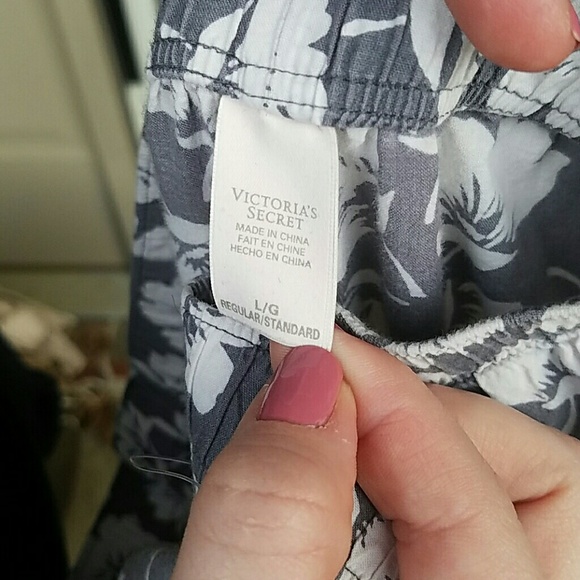 VICTORIA'S
SECRET
MADE IN CHINA
FAIT EN CHINE
HECHO EN CHINA
L/G
REGULAR/STANDARD